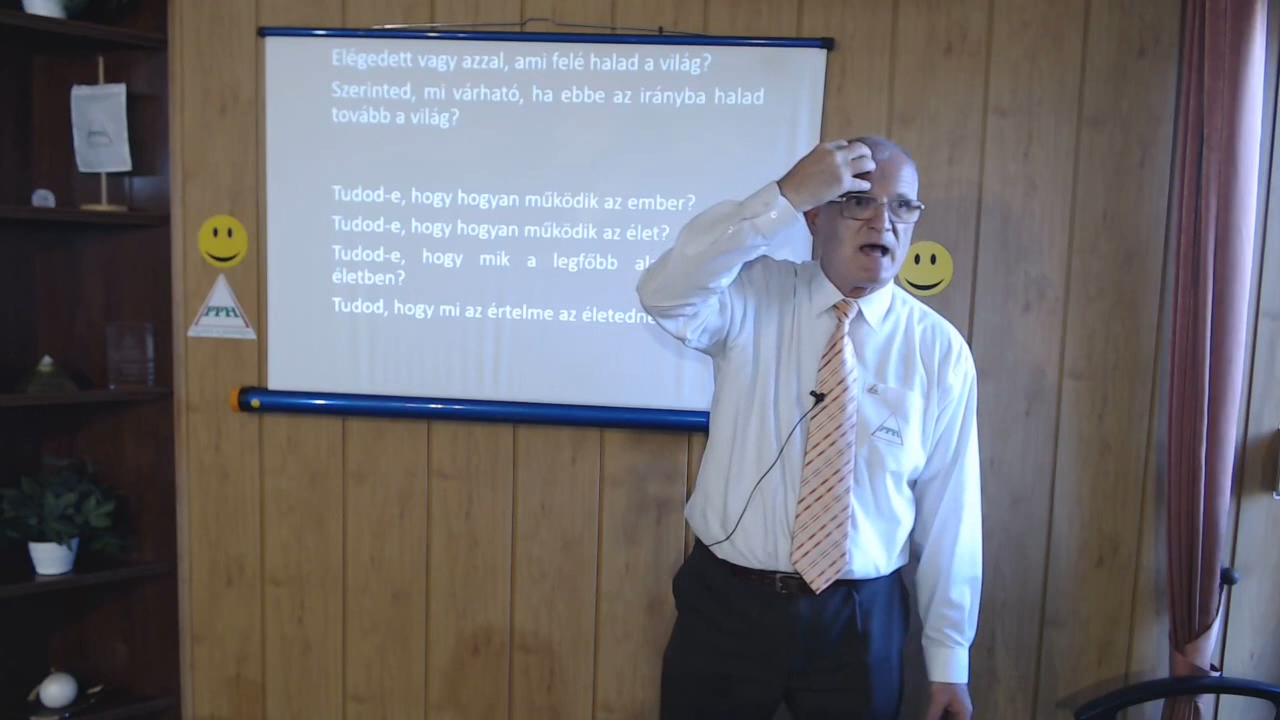 Elégedett vagy azzal, ami felé halad a világ?
Szerinted, mi várható, ha ebbe az irányba halad
tovább a világ?
Tudod-e, hogy hogyan működik az ember?
Tudod-e, hogy hogyan működik az élet?
Tudod-e, hogy mik a legfőbb
életben?
Tudod, hogy mi az értelme az
PPH
PPH